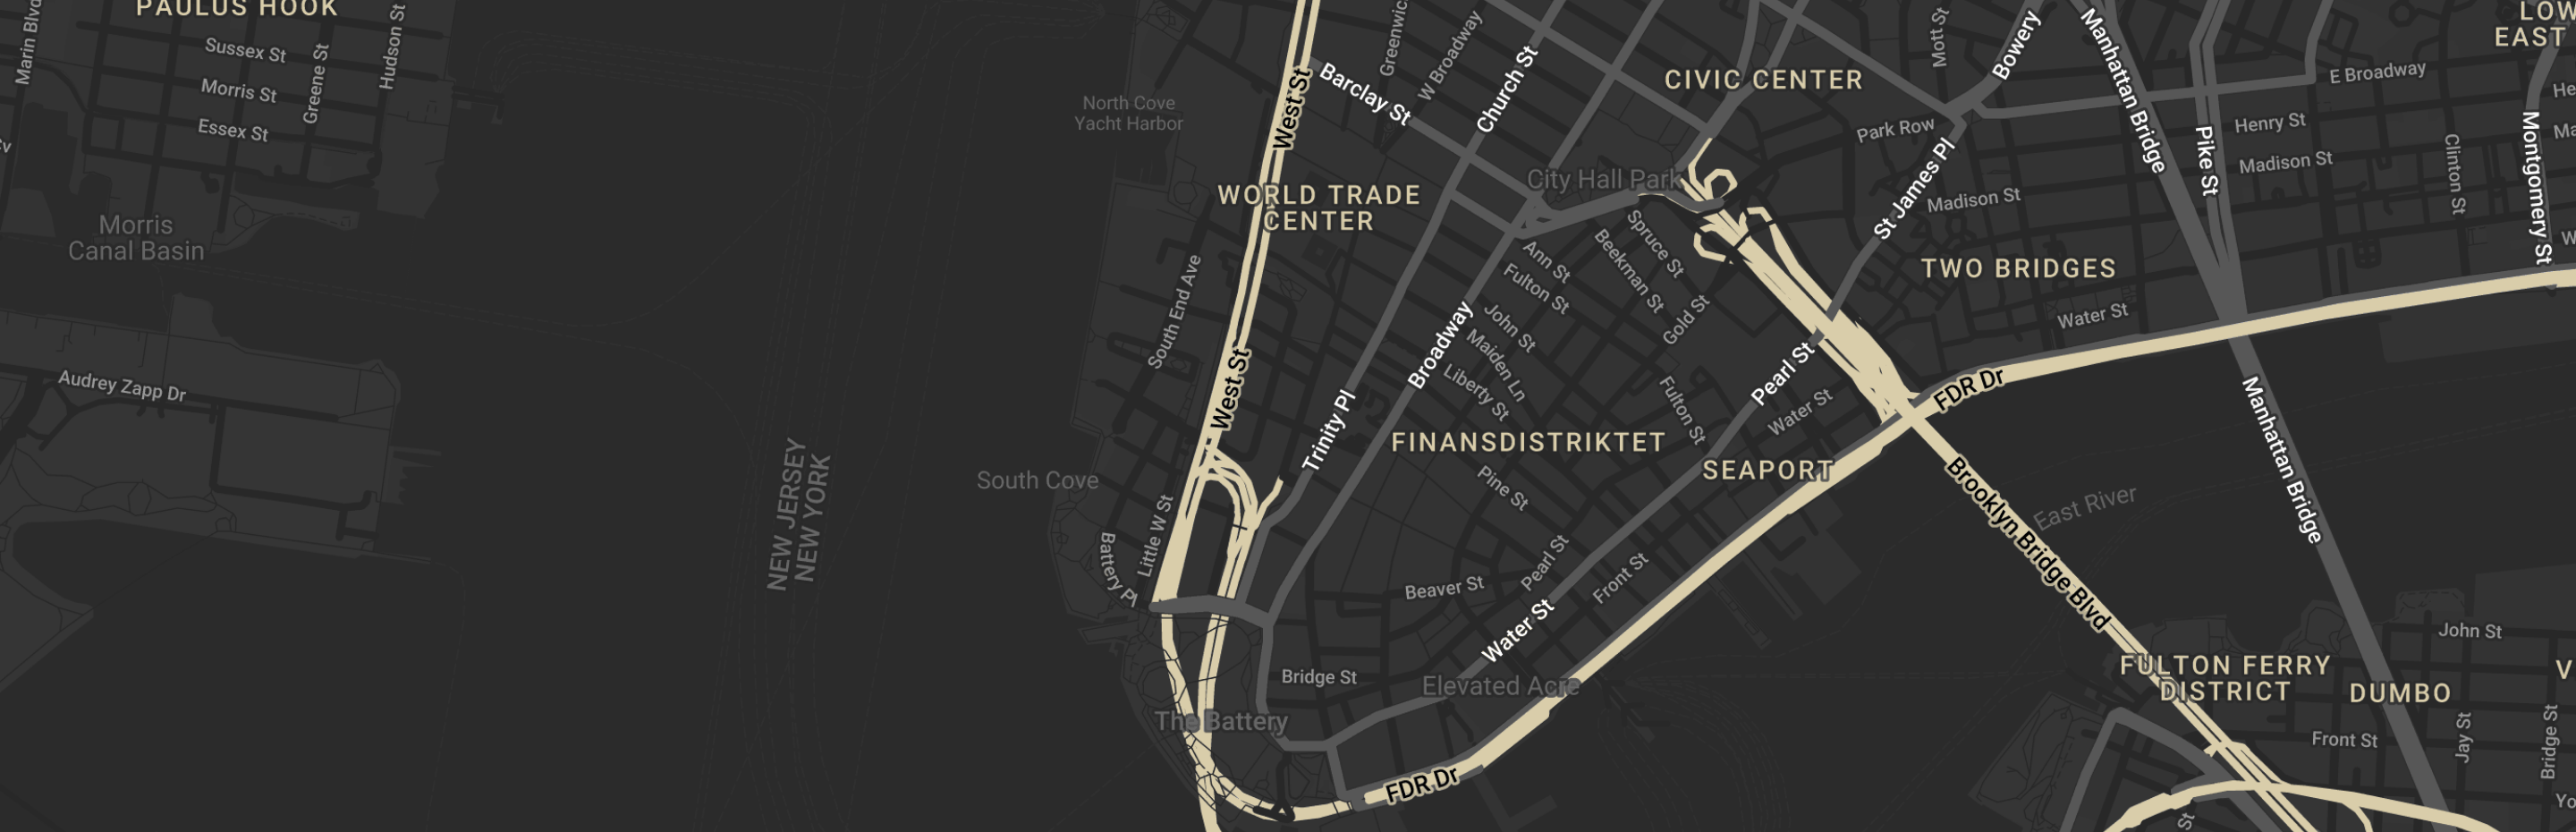 PAULUS HOOK
Marin Blvd
Sussex St
Morris St
Essex St
Greene St
Hudson St
Morris
Canal Basin
Audrey Zapp Dr
NEW JERSEY
NEW YORK
North Cove
Yacht Harbor
South Cove
West St
Barclay St
Greenwic
W Broadway
Church St
WORLD TRADE
CENTER
South End Ave
West St
Little W St
Battery Pl
Trinity Pl
Broadway
CIVIC CENTER
City Hall Park
Park Row
Mott St
Bowery
St James Pl
Madison St
Spruce St
Beekman St
Ann St
Fulton St
Gold St
John St
Maiden Ln
Liberty St
Fulton St
Pearl St
Water St
FINANSDISTRIKTET
SEAPORT
Pine St
Pearl St
Front St
Beaver St
Water St
Bridge St
Elevated Acre
The Battery
FDR Dr
Manhattan Bridge
Pike St
E Broadway
Henry St
Madison St
Clinton St
Montgomery St
LOW
EAST
He
Ma
W
TWO BRIDGES
Water St
FDR Dr
Brooklyn Bridge Blvd
East River
Manhattan Bridge
John St
FULTON FERRY
DISTRICT
DUMBO
V
Front St
Jay St
Bridge St
Yo
St